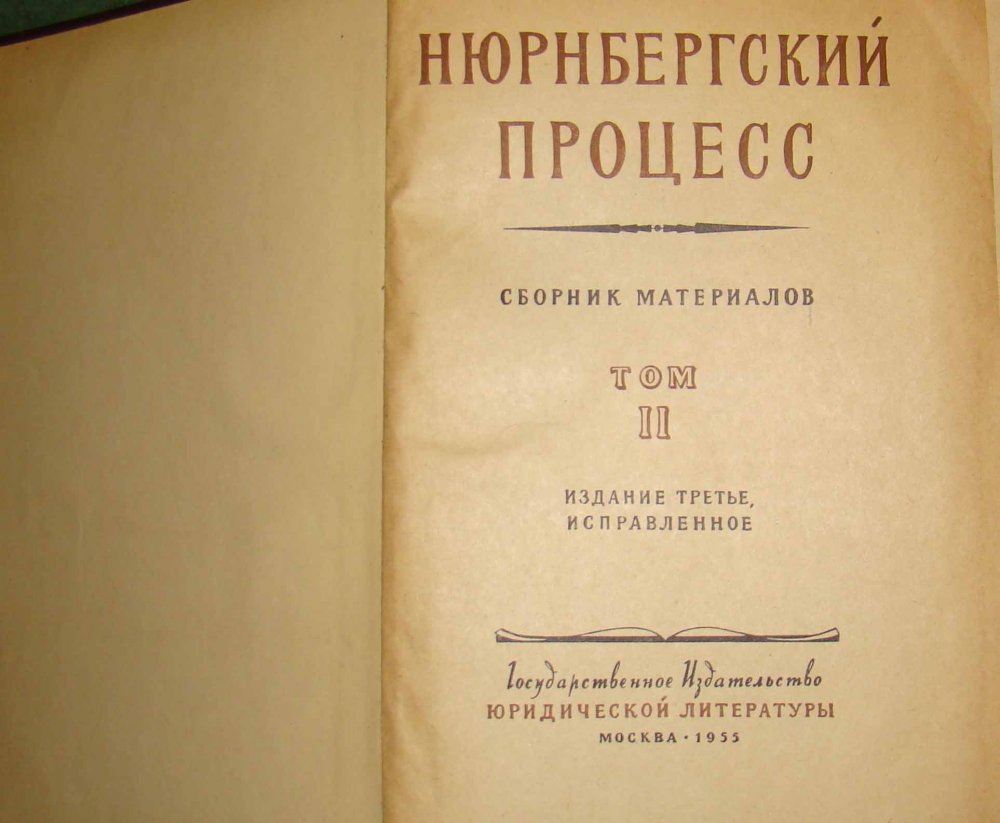 НЮРНБЕРГСКИЙ
ПРОЦЕСС
СБОРНИК МАТЕРИАЛОВ
ТОМ
II
ИЗДАНИЕ ТРЕТЬЕ,
ИСПРАВЛЕННОЕ
Государственное Издательство
ЮРИДИЧЕСКОЙ ЛИТЕРАТУРЫ
МОСКВА · 1955